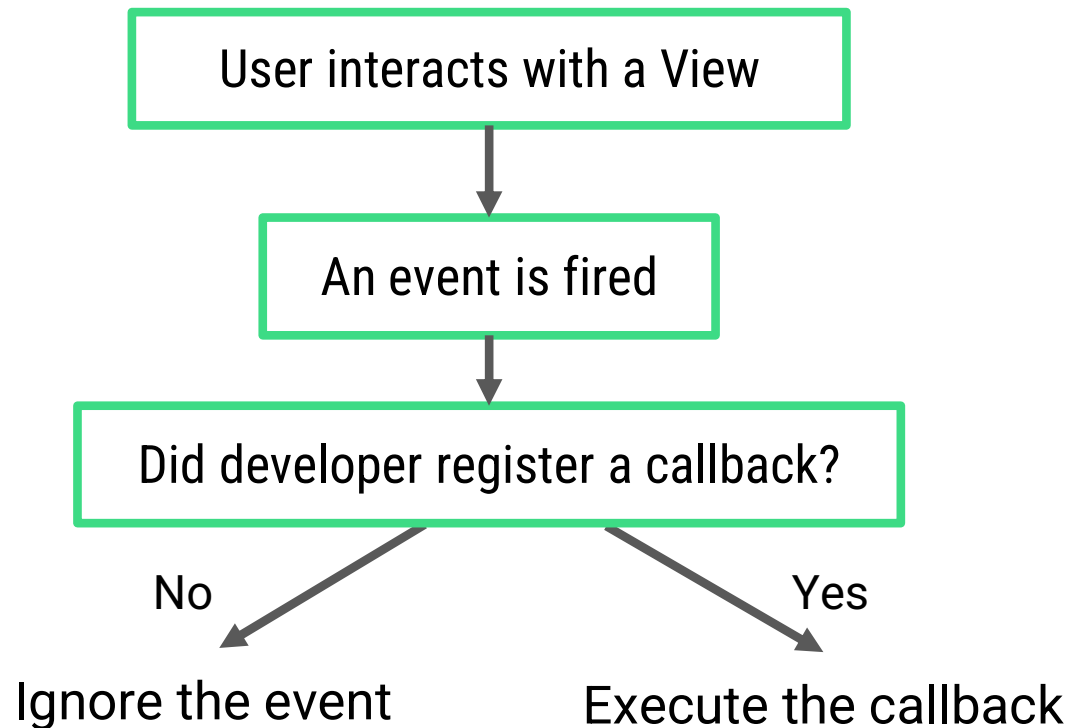 User interacts with a View
An event is fired
Did developer register a callback?
No
Yes
Ignore the event
Execute the callback